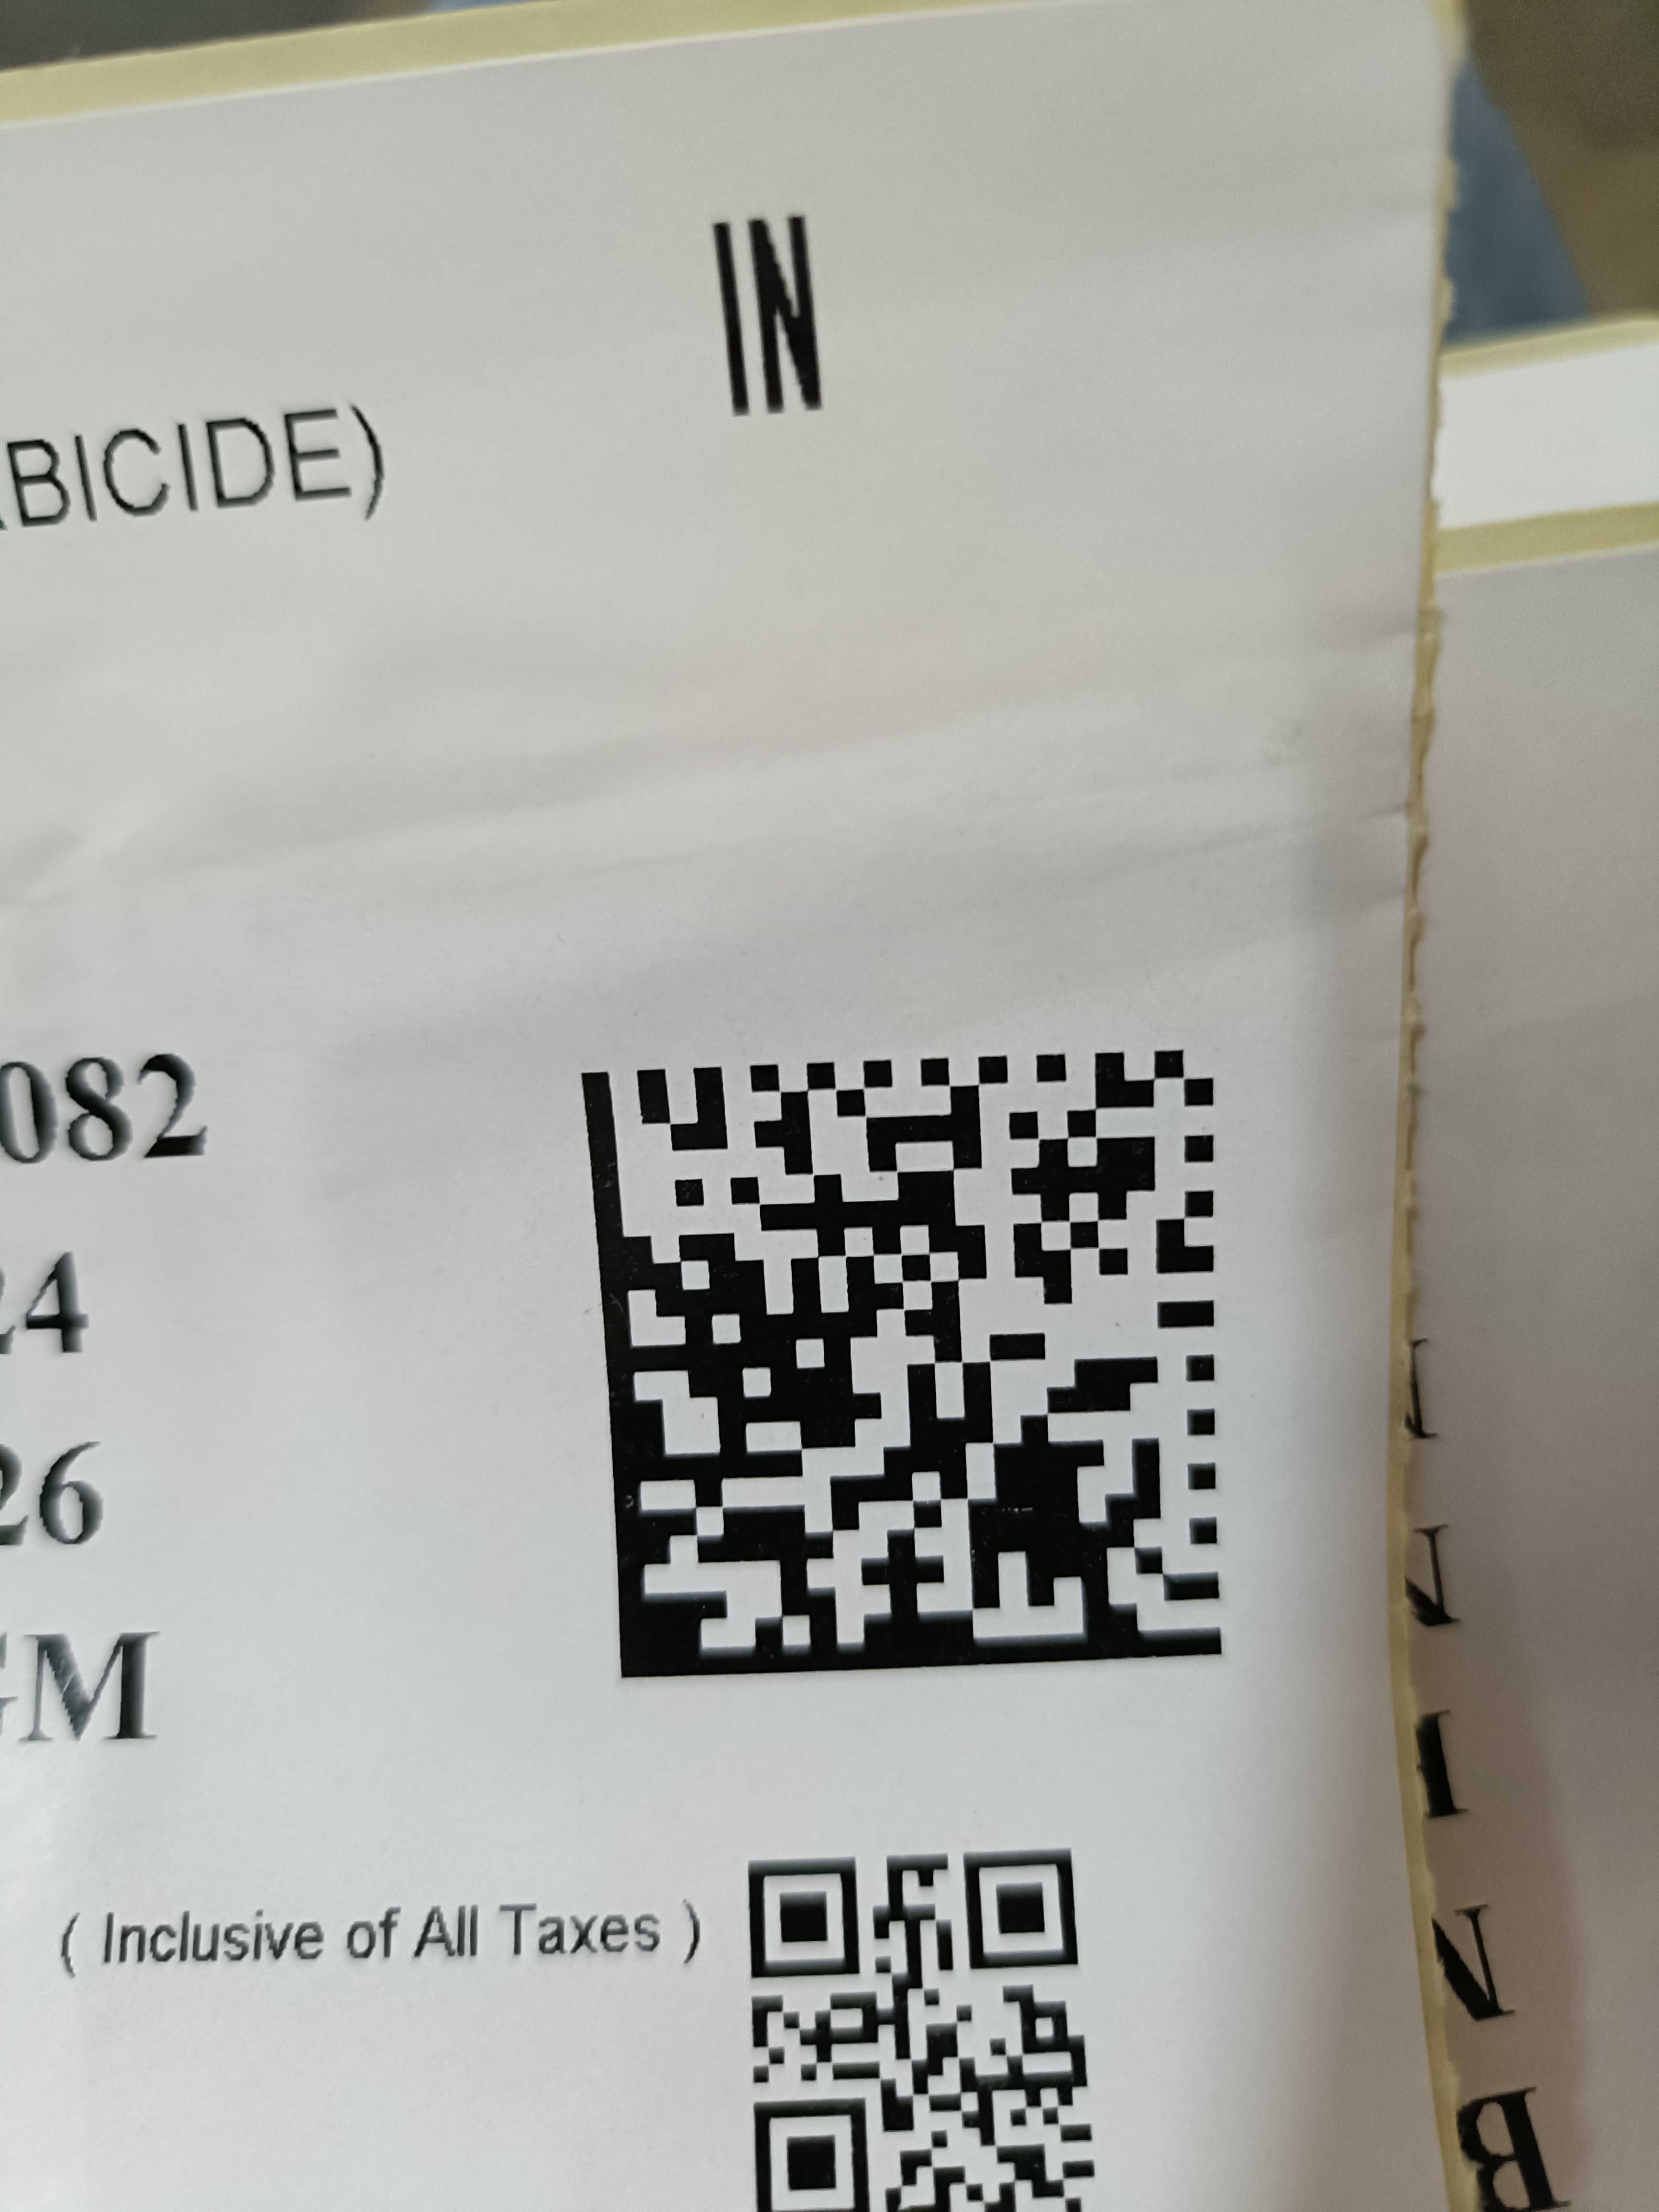 IN
BICIDE)
082
24
26
GM
( Inclusive of All Taxes )